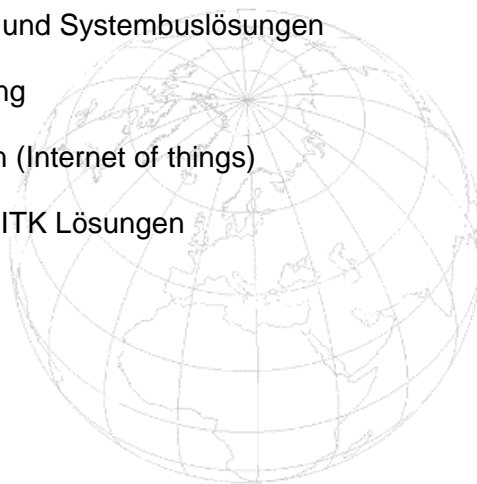 und Systembuslösungen
ng
n (Internet of things)
ITK Lösungen